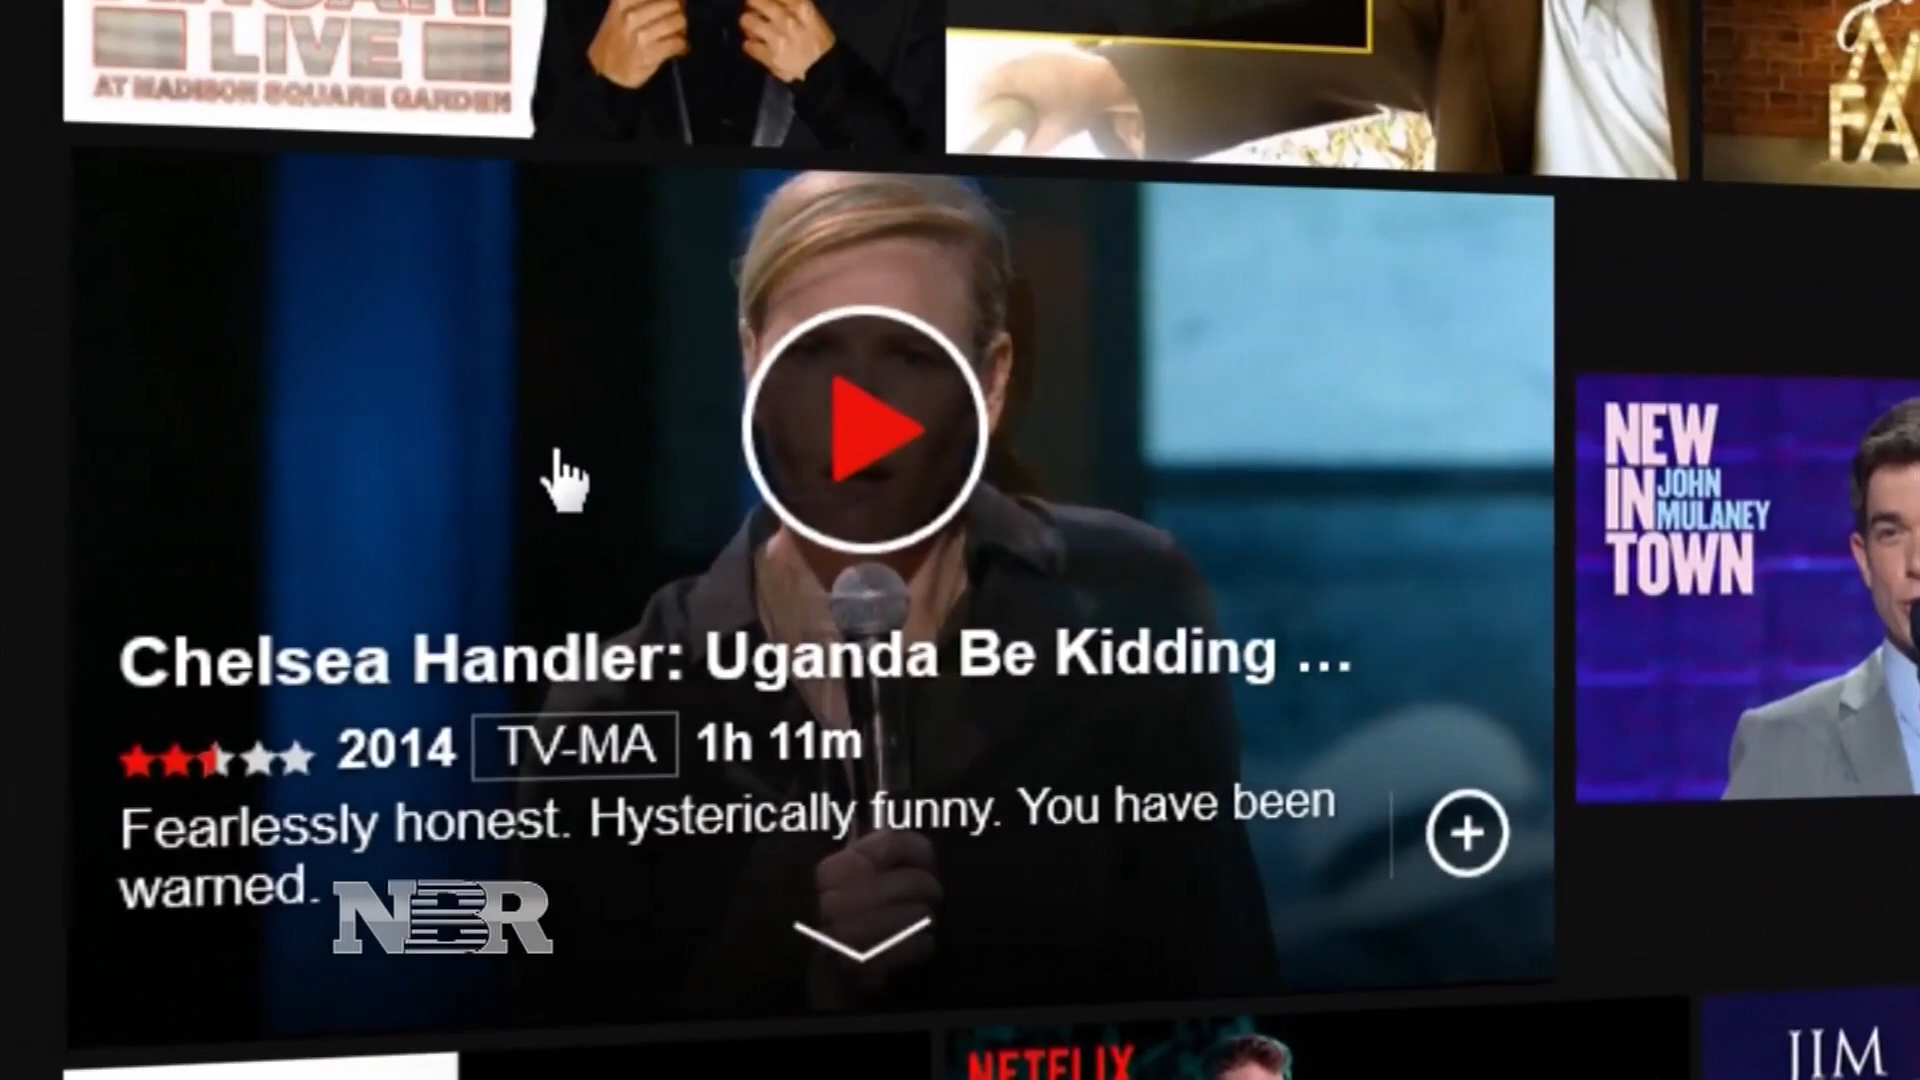 LIVE
AT MADISON SQUARE GARDEN
FA
NEW
IN JOHN
MULANEY
TOWN
Chelsea Handler: Uganda Be Kidding ...
2014 TV-MA 1h 11m
Fearlessly honest. Hysterically funny. You have been
warned.
NBR
NETFLIX
JIM